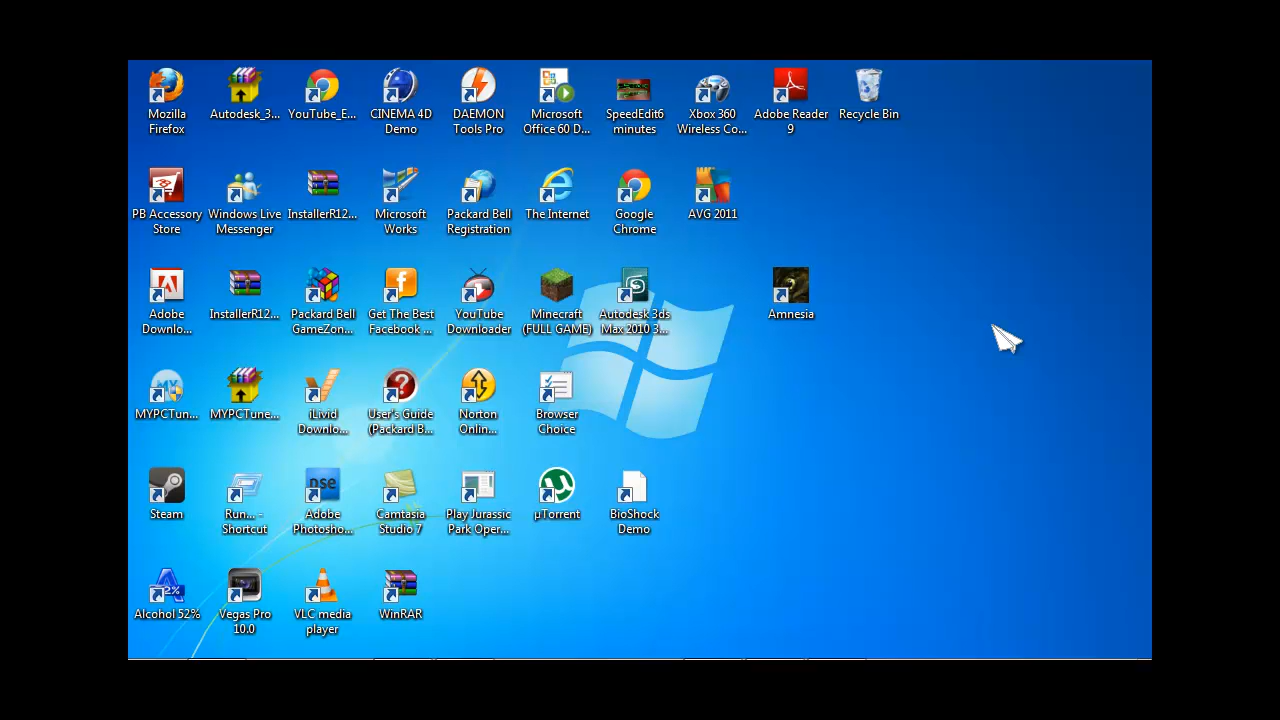 Mozilla
Firefox
Autodesk_3...
YouTube_E...
CINEMA 4D
Demo
DAEMON
Tools Pro
Microsoft
Office 60 D...
SpeedEdit6
minutes
Xbox 360
Wireless Co...
Adobe Reader
9
Recycle Bin
PB Accessory
Store
Windows Live
Messenger
InstallerR12...
Microsoft
Works
Packard Bell
Registration
The Internet
Google
Chrome
AVG 2011
Adobe
Downlo...
InstallerR12...
Packard Bell
GameZon...
Get The Best
Facebook ...
YouTube
Downloader
Minecraft
(FULL GAME)
Autodesk 3ds
Max 2010 3...
Amnesia
MYPCTun...
MYPCTune...
iLivid
Downlo...
User's Guide
(Packard B...
Norton
Onlin...
Browser
Choice
Steam
Run... -
Shortcut
Adobe
Photosho...
Camtasia
Studio 7
Play Jurassic
Park Oper...
µTorrent
BioShock
Demo
Alcohol 52%
Vegas Pro
10.0
VLC media
player
WinRAR